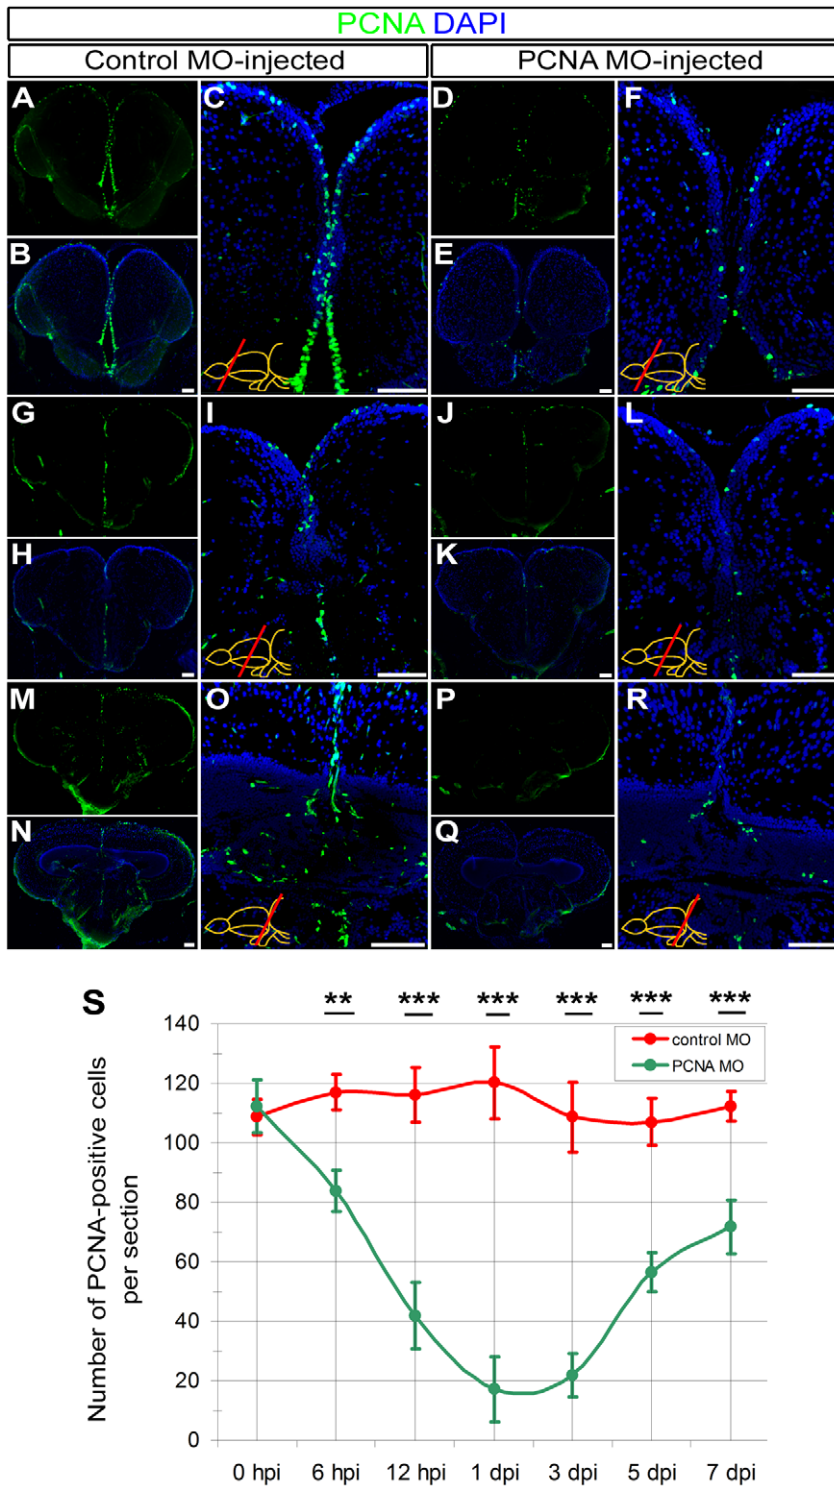 PCNA DAPI
Control MO-injected PCNA MO-injected
A C D F
B E
G I J L
H K
M O P R
N Q
S ** *** *** *** *** ***
140
control MO
PCNA MO
120
100
80
60
40
20
0
Number of PCNA-positive cells
per section
0 hpi 6 hpi 12 hpi 1 dpi 3 dpi 5 dpi 7 dpi